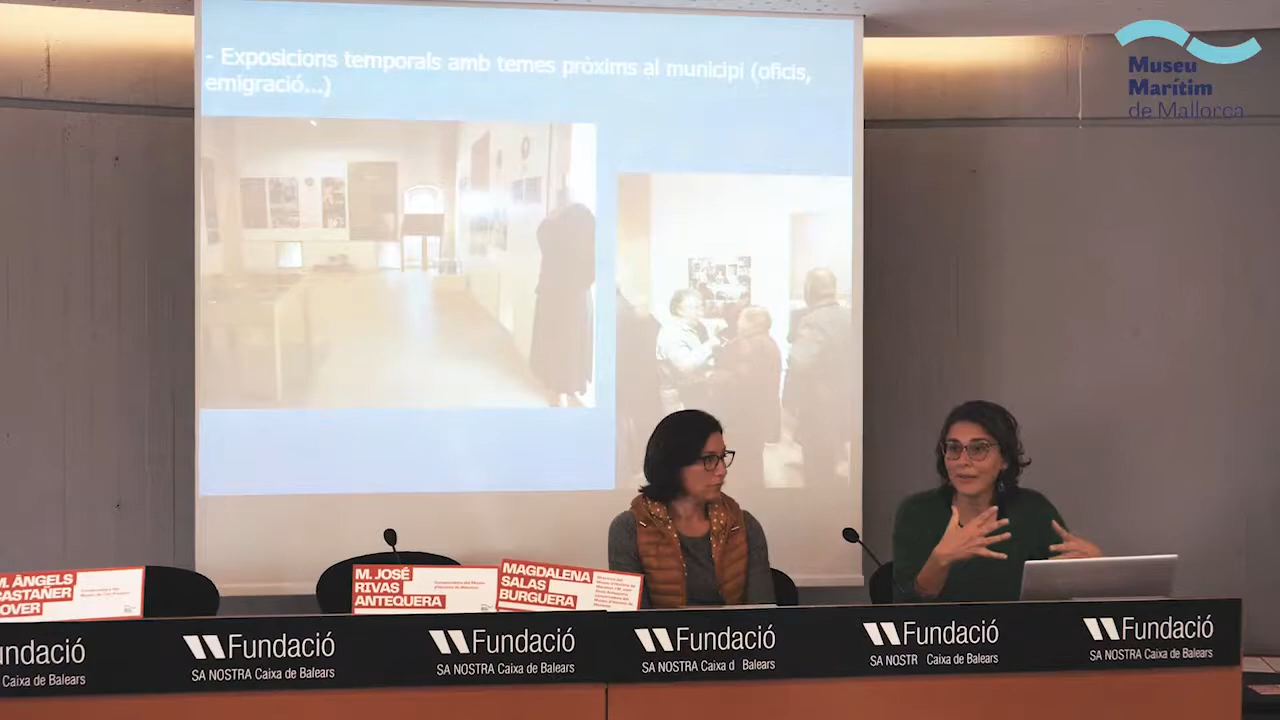 - Exposicions temporals amb temes pròxims al municipi (oficis,
emigració...)
Museu
Marítim
de Mallorca
M. ÀNGELS
CASTAÑER
M. JOSÉ
RIVAS
ANTEQUERA
MAGDALENA
SALAS
BURGUERA
Fundació
SA NOSTRA Caixa de Balears
Fundació
SA NOSTRA Caixa de Balears
Fundació
SA NOSTRA Caixa d Balears
Fundació
SA NOSTR Caixa de Balears
Fundació
SA NOSTRA Caixa de Balears